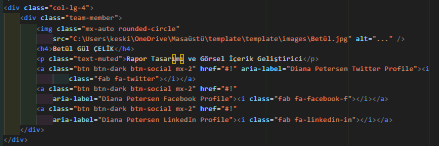 <div class="col-lg-4">
<div class="team-member">
<img class="mx-auto rounded-circle"
src="C:\Users\keski\OneDrive\Masaüstü\template\template\images\Betül.jpg" alt="..." />
<h4>Betül Gül ÇELİK</h4>
<p class="text-muted">Rapor Tasarımı ve Görsel İçerik Geliştirici</p>
<a class="btn btn-dark btn-social mx-2" href="#!" aria-label="Diana Petersen Twitter Profile"><i
class="fab fa-twitter"></i></a>
<a class="btn btn-dark btn-social mx-2" href="#!"
aria-label="Diana Petersen Facebook Profile"><i class="fab fa-facebook-f"></i></a>
<a class="btn btn-dark btn-social mx-2" href="#!"
aria-label="Diana Petersen LinkedIn Profile"><i class="fab fa-linkedin-in"></i></a>
</div>
</div>